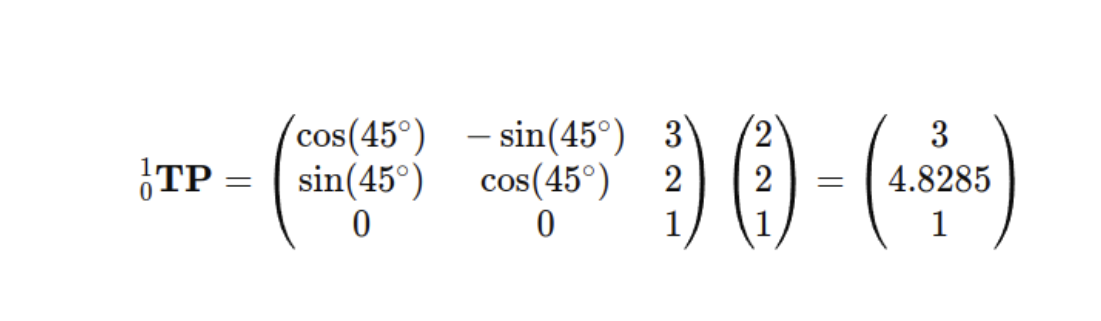 ¹₀TP = (cos(45°) − sin(45°) 3; sin(45°) cos(45°) 2; 0 0 1) (2; 2; 1) = (3; 4.8285; 1)